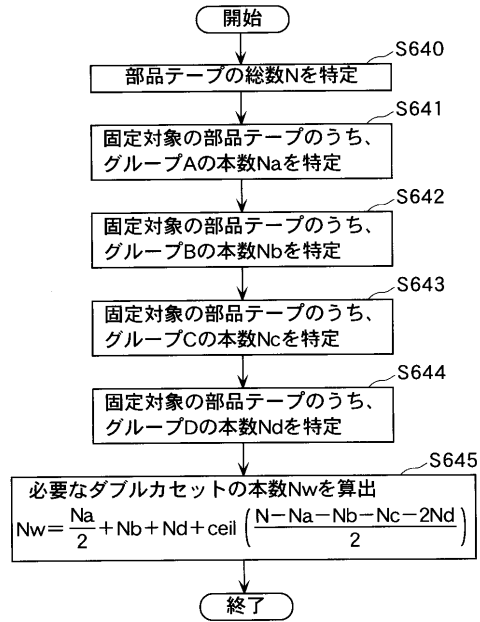 開始
S640
部品テープの総数Nを特定
S641
固定対象の部品テープのうち、
グループAの本数Naを特定
S642
固定対象の部品テープのうち、
グループBの本数Nbを特定
S643
固定対象の部品テープのうち、
グループCの本数Ncを特定
S644
固定対象の部品テープのうち、
グループDの本数Ndを特定
S645
必要なダブルカセットの本数Nwを算出
Nw=Na/2+Nb+Nd+ceil(N-Na-Nb-Nc-2Nd/2)
終了